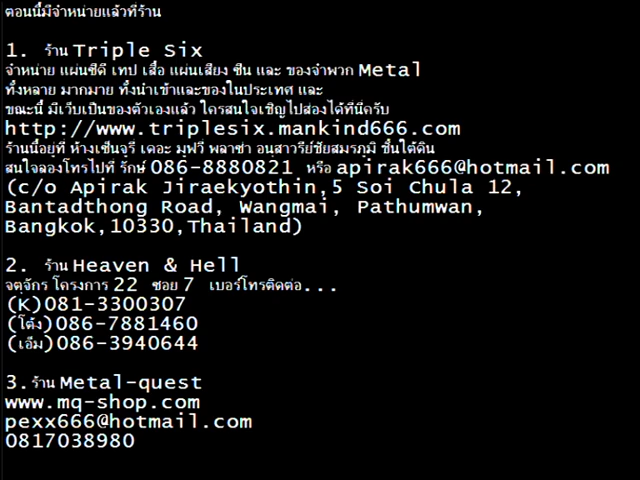 ตอนนี้มีจำหน่ายแล้วที่ร้าน
1. ร้าน Triple Six
จำหน่าย แผ่นซีดี เทป เสื้อ แผ่นเสียง ซีน และ ของจำพวก Metal
ทั้งหลาย มากมาย ทั้งนำเข้าและของในประเทศ และ
ขณะนี้ มีเว็บเป็นของตัวเองแล้ว ใครสนใจเชิญไปส่องได้ที่นี่ครับ
http://www.triplesix.mankind666.com
ร้านนี้อยู่ที่ ห้างเซ็นจูรี่ เดอะ มูฟวี่ พลาซ่า อนุสาวรีย์ชัยสมรภูมิ ชั้นใต้ดิน
สนใจลองโทรไปที่ รักษ์ 086-8880821 หรือ apirak666@hotmail.com
(c/o Apirak Jiraekyothin,5 Soi Chula 12,
Bantadthong Road, Wangmai, Pathumwan,
Bangkok,10330,Thailand)
2. ร้าน Heaven & Hell
จตุจักร โครงการ 22 ซอย 7 เบอร์โทรติดต่อ...
(K)081-3300307
(โต้ง)086-7881460
(เอ็ม)086-3940644
3.ร้าน Metal-quest
www.mq-shop.com
pexx666@hotmail.com
0817038980